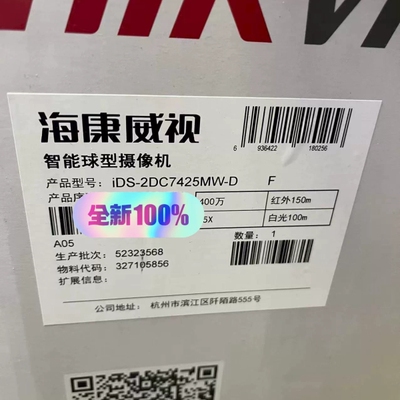 HIKVI
海康威视
智能球型摄像机
6 936422 180256
产品型号: iDS-2DC7425MW-D F
产品序
400万 红外150m
5X 白光100m
全新100%
A05 数量: 1
生产批次: 52323568
物料代码: 327105856
扩展信息:
公司地址: 杭州市滨江区阡陌路555号